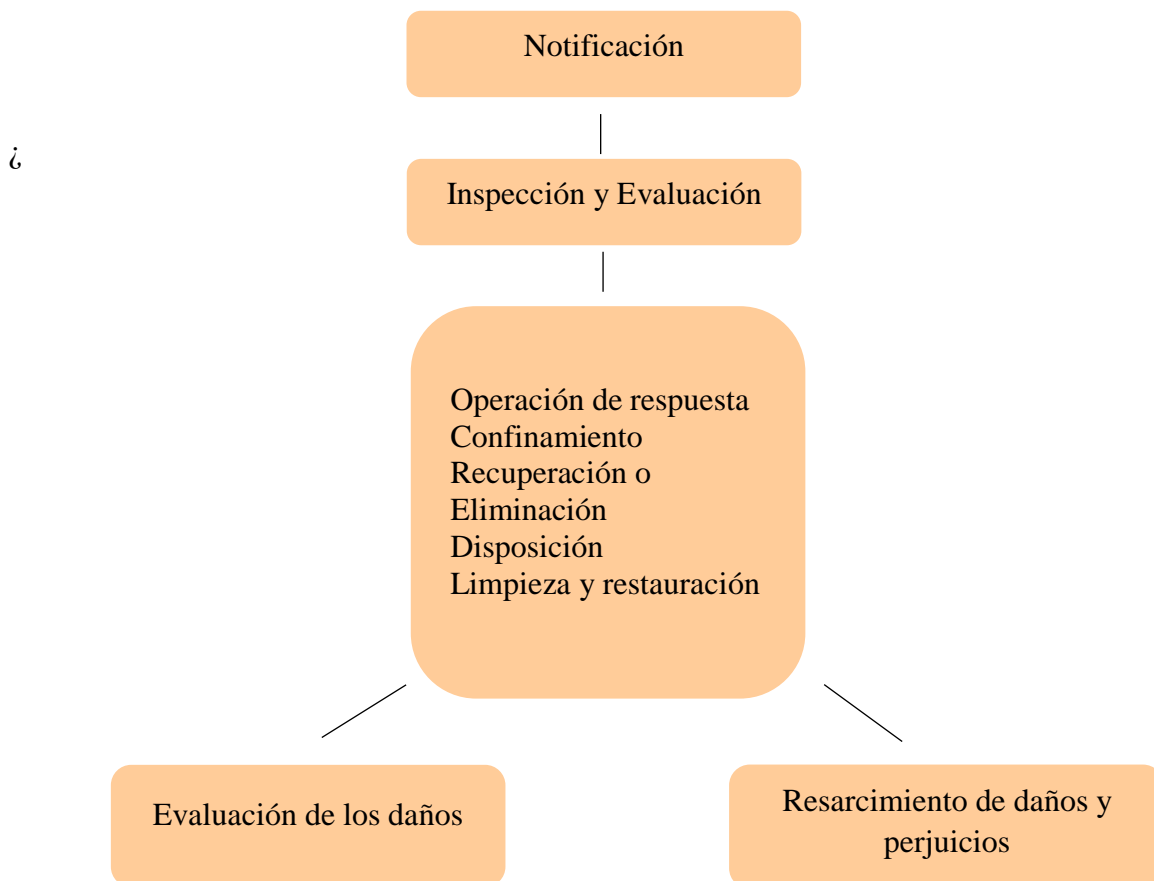 Notificación
¿
Inspección y Evaluación
Operación de respuesta
Confinamiento
Recuperación o
Eliminación
Disposición
Limpieza y restauración
Evaluación de los daños
Resarcimiento de daños y
perjuicios